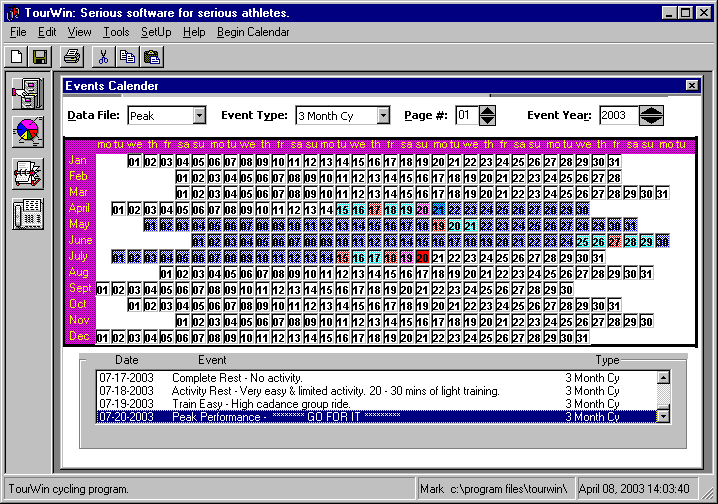 TourWin: Serious software for serious athletes.
File Edit View Tools SetUp Help Begin Calendar
Events Calender
Data File: Peak Event Type: 3 Month Cy Page #: 01 Event Year: 2003
mo tu we th fr sa su mo tu we th fr sa su mo tu we th fr sa su mo tu we th fr sa su mo tu we th fr sa su mo tu
Jan 01 02 03 04 05 06 07 08 09 10 11 12 13 14 15 16 17 18 19 20 21 22 23 24 25 26 27 28 29 30 31
Feb 01 02 03 04 05 06 07 08 09 10 11 12 13 14 15 16 17 18 19 20 21 22 23 24 25 26 27 28
Mar 01 02 03 04 05 06 07 08 09 10 11 12 13 14 15 16 17 18 19 20 21 22 23 24 25 26 27 28 29 30 31
April 01 02 03 04 05 06 07 08 09 10 11 12 13 14 15 16 17 18 19 20 21 22 23 24 25 26 27 28 29 30
May 01 02 03 04 05 06 07 08 09 10 11 12 13 14 15 16 17 18 19 20 21 22 23 24 25 26 27 28 29 30 31
June 01 02 03 04 05 06 07 08 09 10 11 12 13 14 15 16 17 18 19 20 21 22 23 24 25 26 27 28 29 30
July 01 02 03 04 05 06 07 08 09 10 11 12 13 14 15 16 17 18 19 20 21 22 23 24 25 26 27 28 29 30 31
Aug 01 02 03 04 05 06 07 08 09 10 11 12 13 14 15 16 17 18 19 20 21 22 23 24 25 26 27 28 29 30 31
Sept 01 02 03 04 05 06 07 08 09 10 11 12 13 14 15 16 17 18 19 20 21 22 23 24 25 26 27 28 29 30
Oct 01 02 03 04 05 06 07 08 09 10 11 12 13 14 15 16 17 18 19 20 21 22 23 24 25 26 27 28 29 30 31
Nov 01 02 03 04 05 06 07 08 09 10 11 12 13 14 15 16 17 18 19 20 21 22 23 24 25 26 27 28 29 30
Dec 01 02 03 04 05 06 07 08 09 10 11 12 13 14 15 16 17 18 19 20 21 22 23 24 25 26 27 28 29 30 31
Date Event Type
07-17-2003 Complete Rest - No activity. 3 Month Cy
07-18-2003 Activity Rest - Very easy & limited activity. 20 - 30 mins of light training. 3 Month Cy
07-19-2003 Train Easy - High cadance group ride. 3 Month Cy
07-20-2003 Peak Performance - ******** GO FOR IT ********* 3 Month Cy
TourWin cycling program. Mark c:\program files\tourwin\ April 08, 2003 14:03:40